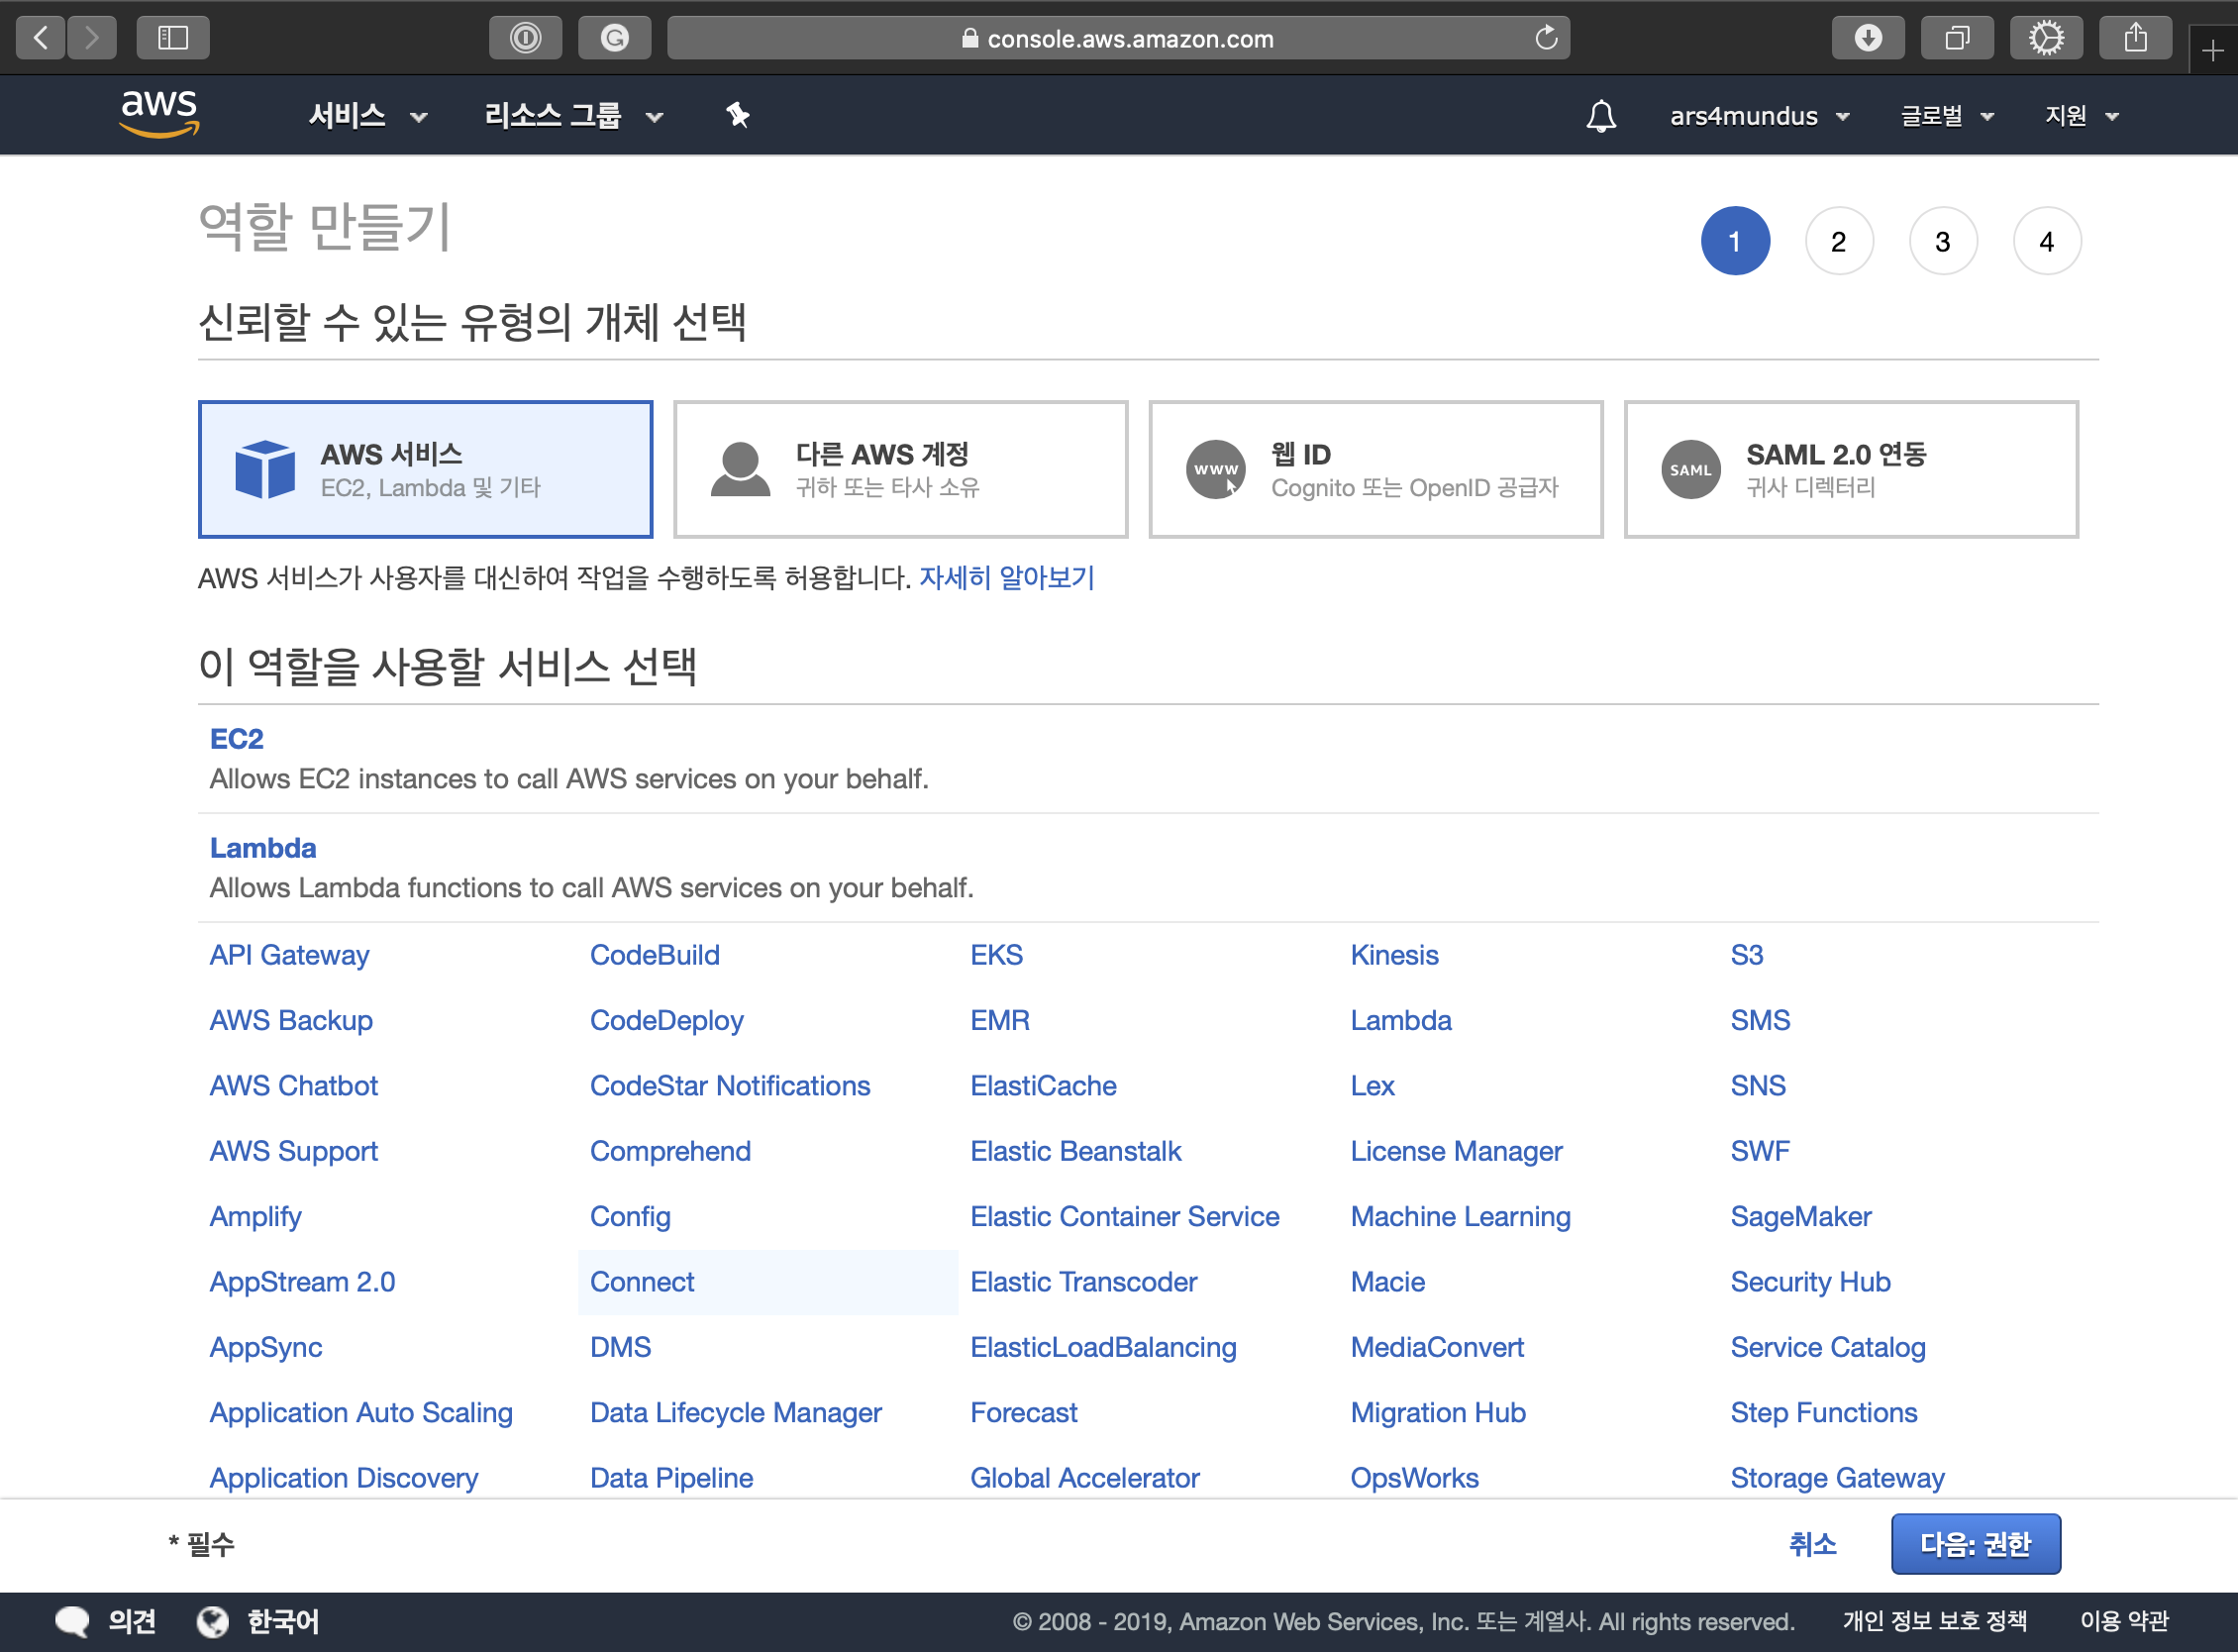 console.aws.amazon.com
aws 서비스 리소스 그룹 ars4mundus 글로벌 지원
역할 만들기 1 2 3 4
신뢰할 수 있는 유형의 개체 선택
AWS 서비스
EC2, Lambda 및 기타
다른 AWS 계정
귀하 또는 타사 소유
www
웹 ID
Cognito 또는 OpenID 공급자
SAML
SAML 2.0 연동
귀사 디렉터리
AWS 서비스가 사용자를 대신하여 작업을 수행하도록 허용합니다. 자세히 알아보기
이 역할을 사용할 서비스 선택
EC2
Allows EC2 instances to call AWS services on your behalf.
Lambda
Allows Lambda functions to call AWS services on your behalf.
API Gateway CodeBuild EKS Kinesis S3
AWS Backup CodeDeploy EMR Lambda SMS
AWS Chatbot CodeStar Notifications ElastiCache Lex SNS
AWS Support Comprehend Elastic Beanstalk License Manager SWF
Amplify Config Elastic Container Service Machine Learning SageMaker
AppStream 2.0 Connect Elastic Transcoder Macie Security Hub
AppSync DMS ElasticLoadBalancing MediaConvert Service Catalog
Application Auto Scaling Data Lifecycle Manager Forecast Migration Hub Step Functions
Application Discovery Data Pipeline Global Accelerator OpsWorks Storage Gateway
* 필수 취소 다음: 권한
의견 한국어 © 2008 - 2019, Amazon Web Services, Inc. 또는 계열사. All rights reserved. 개인 정보 보호 정책 이용 약관